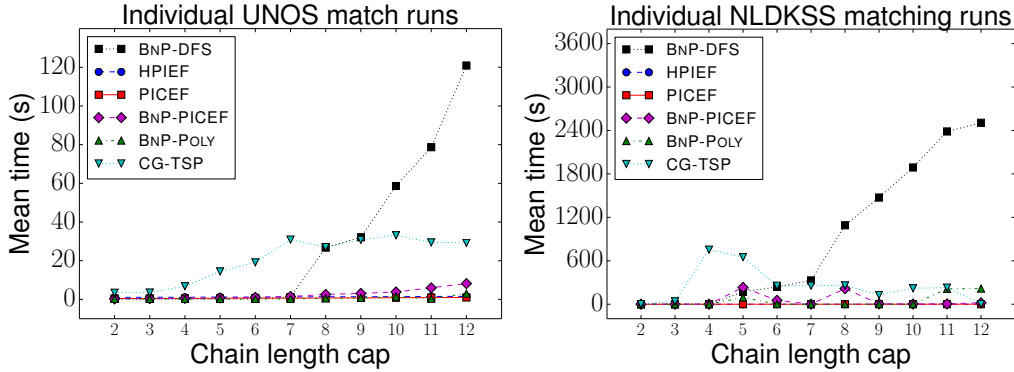 Individual UNOS match runs
Mean time (s)
120
100
80
60
40
20
0
BNP-DFS
HPIEF
PICEF
BNP-PICEF
BNP-POLY
CG-TSP
2 3 4 5 6 7 8 9 10 11 12
Chain length cap
Individual NLDKSS matching runs
Mean time (s)
3600
3000
2400
1800
1200
600
0
BNP-DFS
HPIEF
PICEF
BNP-PICEF
BNP-POLY
CG-TSP
2 3 4 5 6 7 8 9 10 11 12
Chain length cap